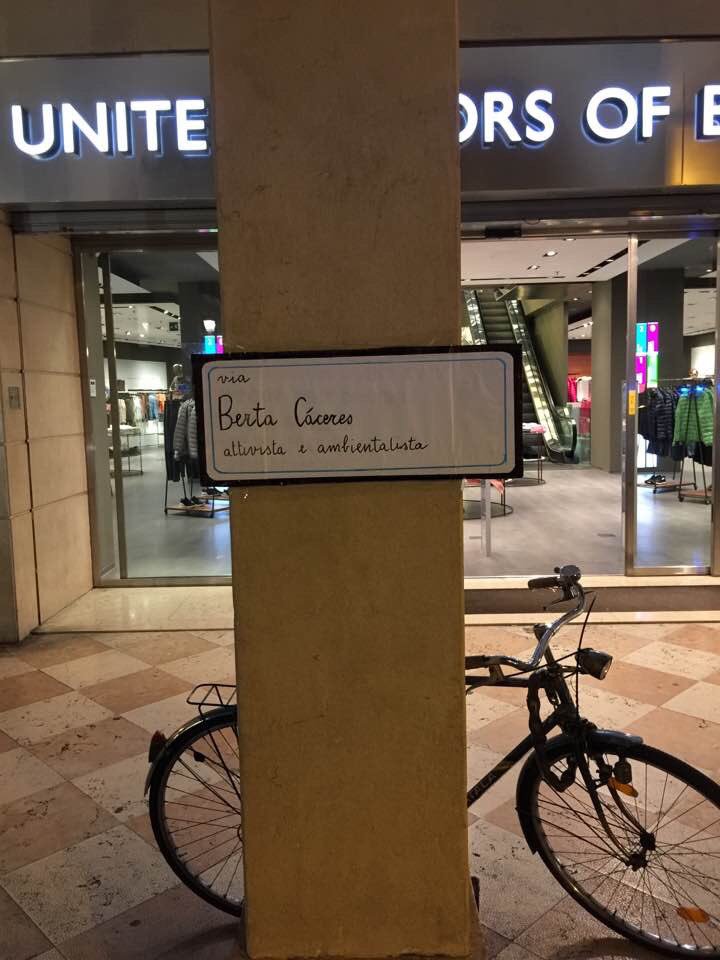 UNITE ORS OF B
via
Berta Cáceres
attivista e ambientalista